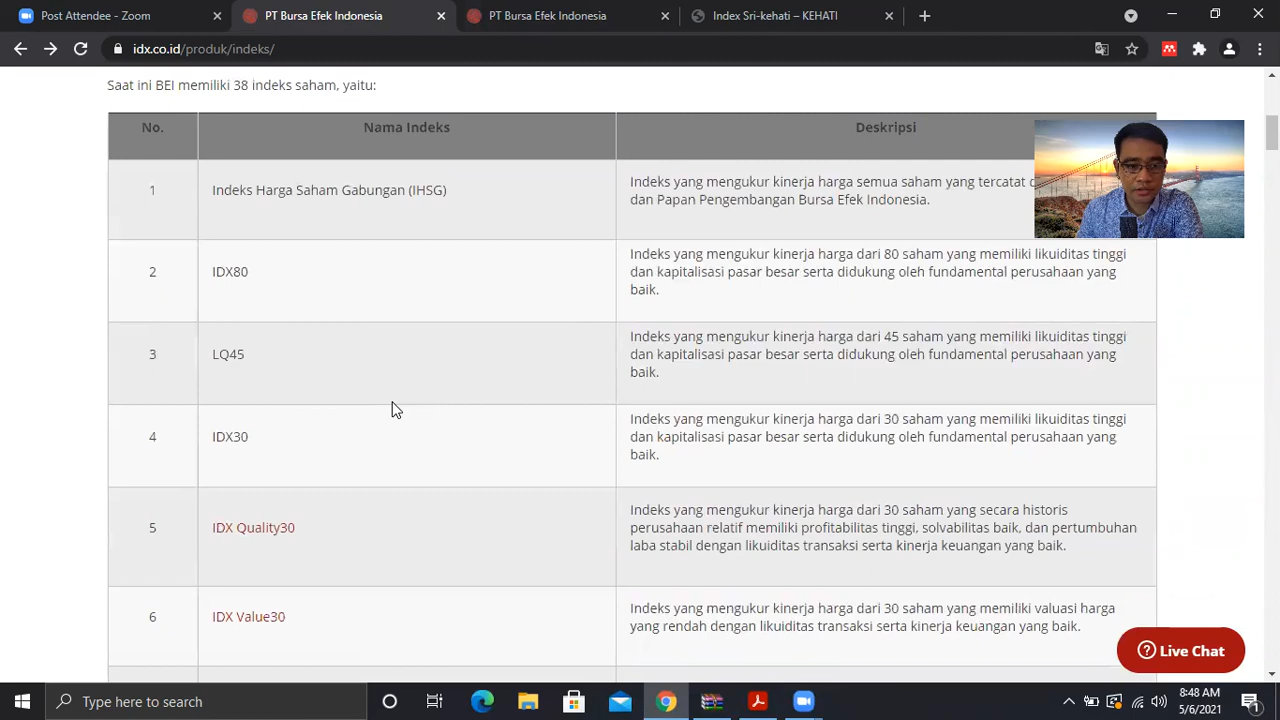 Post Attendee - Zoom
PT Bursa Efek Indonesia
PT Bursa Efek Indonesia
Index Sri-kehati – KEHATI
idx.co.id/produk/indeks/
Saat ini BEI memiliki 38 indeks saham, yaitu:
No.
Nama Indeks
Deskripsi
1
Indeks Harga Saham Gabungan (IHSG)
Indeks yang mengukur kinerja harga semua saham yang tercatat
dan Papan Pengembangan Bursa Efek Indonesia.
2
IDX80
Indeks yang mengukur kinerja harga dari 80 saham yang memiliki likuiditas tinggi
dan kapitalisasi pasar besar serta didukung oleh fundamental perusahaan yang
baik.
3
LQ45
Indeks yang mengukur kinerja harga dari 45 saham yang memiliki likuiditas tinggi
dan kapitalisasi pasar besar serta didukung oleh fundamental perusahaan yang
baik.
4
IDX30
Indeks yang mengukur kinerja harga dari 30 saham yang memiliki likuiditas tinggi
dan kapitalisasi pasar besar serta didukung oleh fundamental perusahaan yang
baik.
5
IDX Quality30
Indeks yang mengukur kinerja harga dari 30 saham yang secara historis
perusahaan relatif memiliki profitabilitas tinggi, solvabilitas baik, dan pertumbuhan
laba stabil dengan likuiditas transaksi serta kinerja keuangan yang baik.
6
IDX Value30
Indeks yang mengukur kinerja harga dari 30 saham yang memiliki valuasi harga
yang rendah dengan likuiditas transaksi serta kinerja keuangan yang baik.
Live Chat
Type here to search
8:48 AM
5/6/2021
1